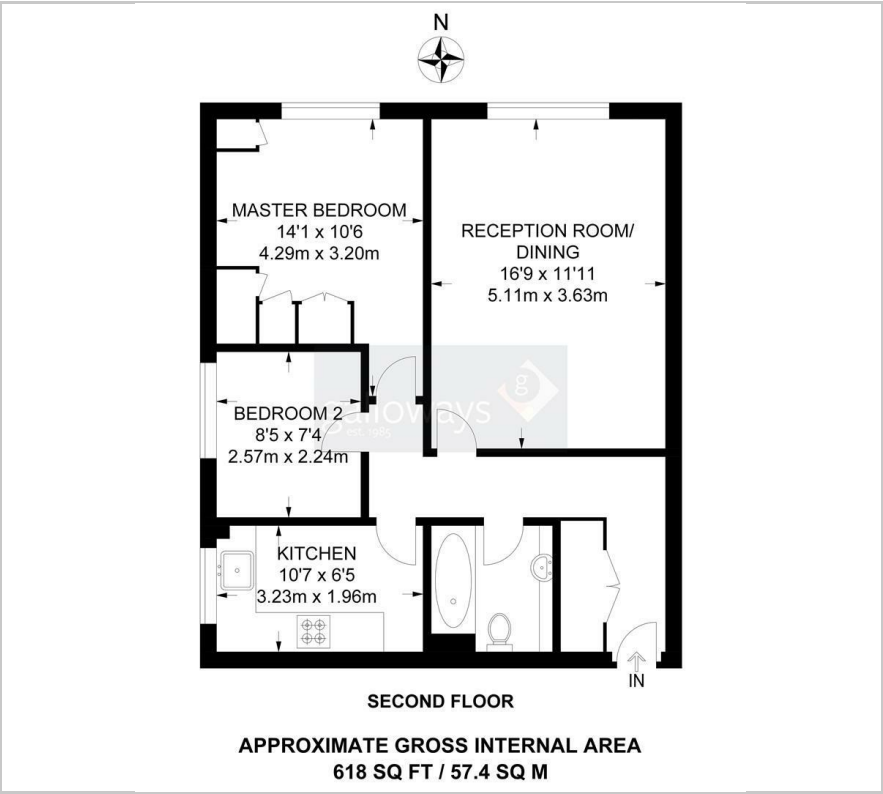 N
MASTER BEDROOM
14'1 x 10'6
4.29m x 3.20m
RECEPTION ROOM/
DINING
16'9 x 11'11
5.11m x 3.63m
g
galloways
est. 1985
BEDROOM 2
8'5 x 7'4
2.57m x 2.24m
KITCHEN
10'7 x 6'5
3.23m x 1.96m
IN
SECOND FLOOR
APPROXIMATE GROSS INTERNAL AREA
618 SQ FT / 57.4 SQ M